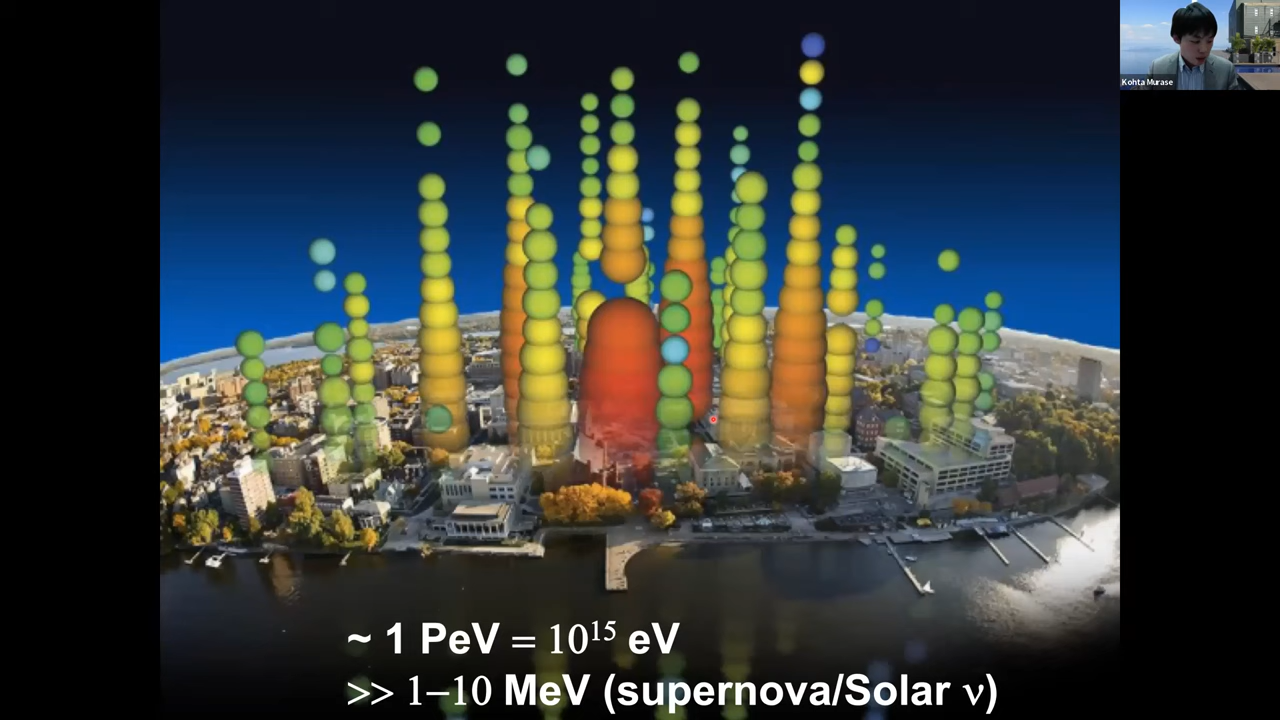 Kohta Murase
~ 1 PeV = 10¹⁵ eV
>> 1–10 MeV (supernova/Solar ν)